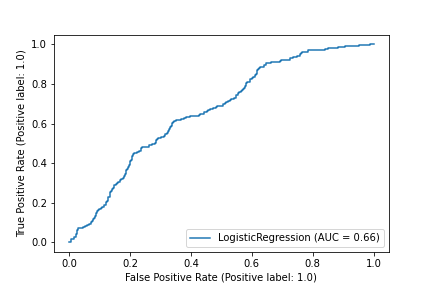 1.0
0.8
0.6
0.4
0.2
0.0
True Positive Rate (Positive label: 1.0)
LogisticRegression (AUC = 0.66)
0.0 0.2 0.4 0.6 0.8 1.0
False Positive Rate (Positive label: 1.0)